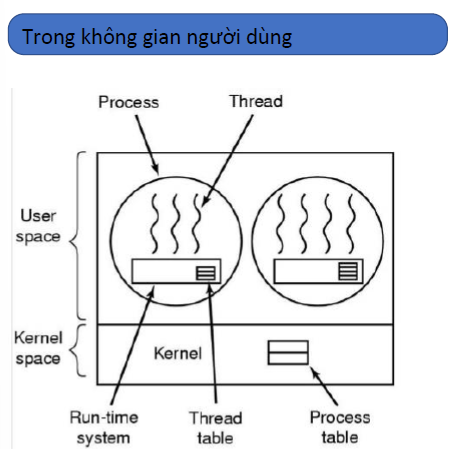 Trong không gian người dùng
Process
Thread
User
space
Kernel
space
Kernel
Run-time
system
Thread
table
Process
table